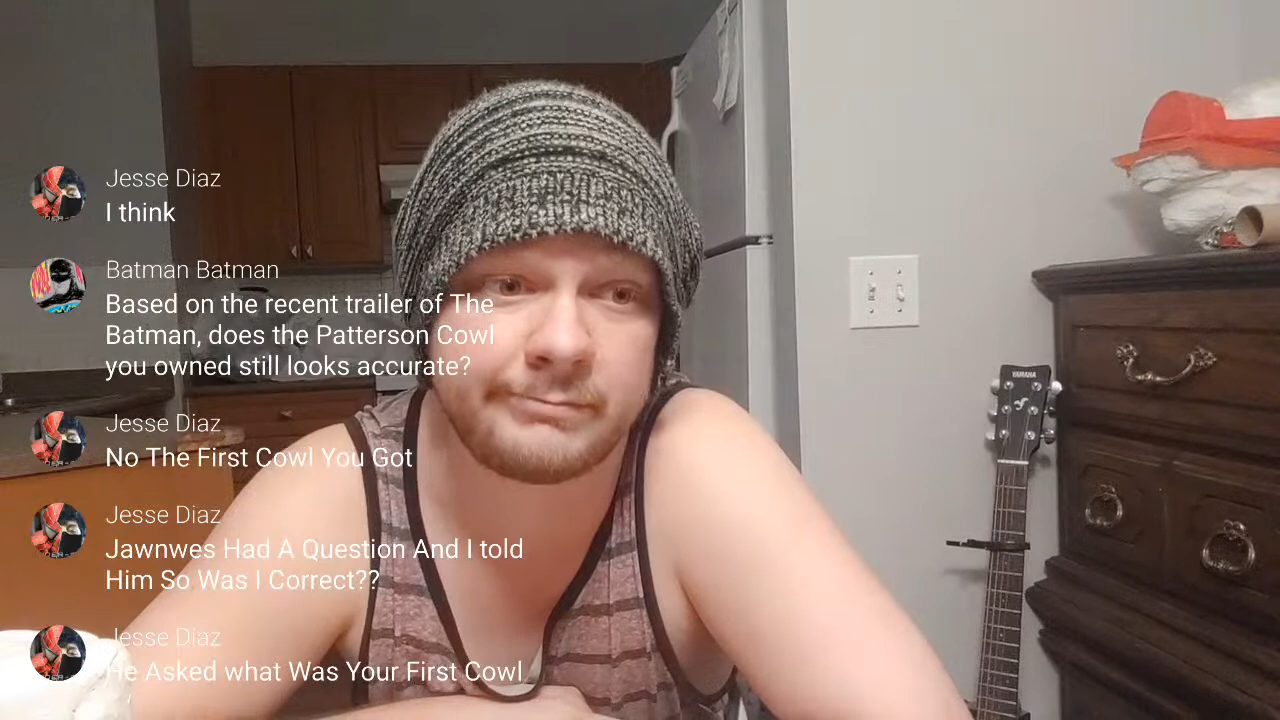 Jesse Diaz
I think
Batman Batman
Based on the recent trailer of The
Batman, does the Patterson Cowl
you owned still looks accurate?
Jesse Diaz
No The First Cowl You Got
Jesse Diaz
Jawnwes Had A Question And I told
Him So Was I Correct??
Jesse Diaz
He Asked what Was Your First Cowl
YAMAHA